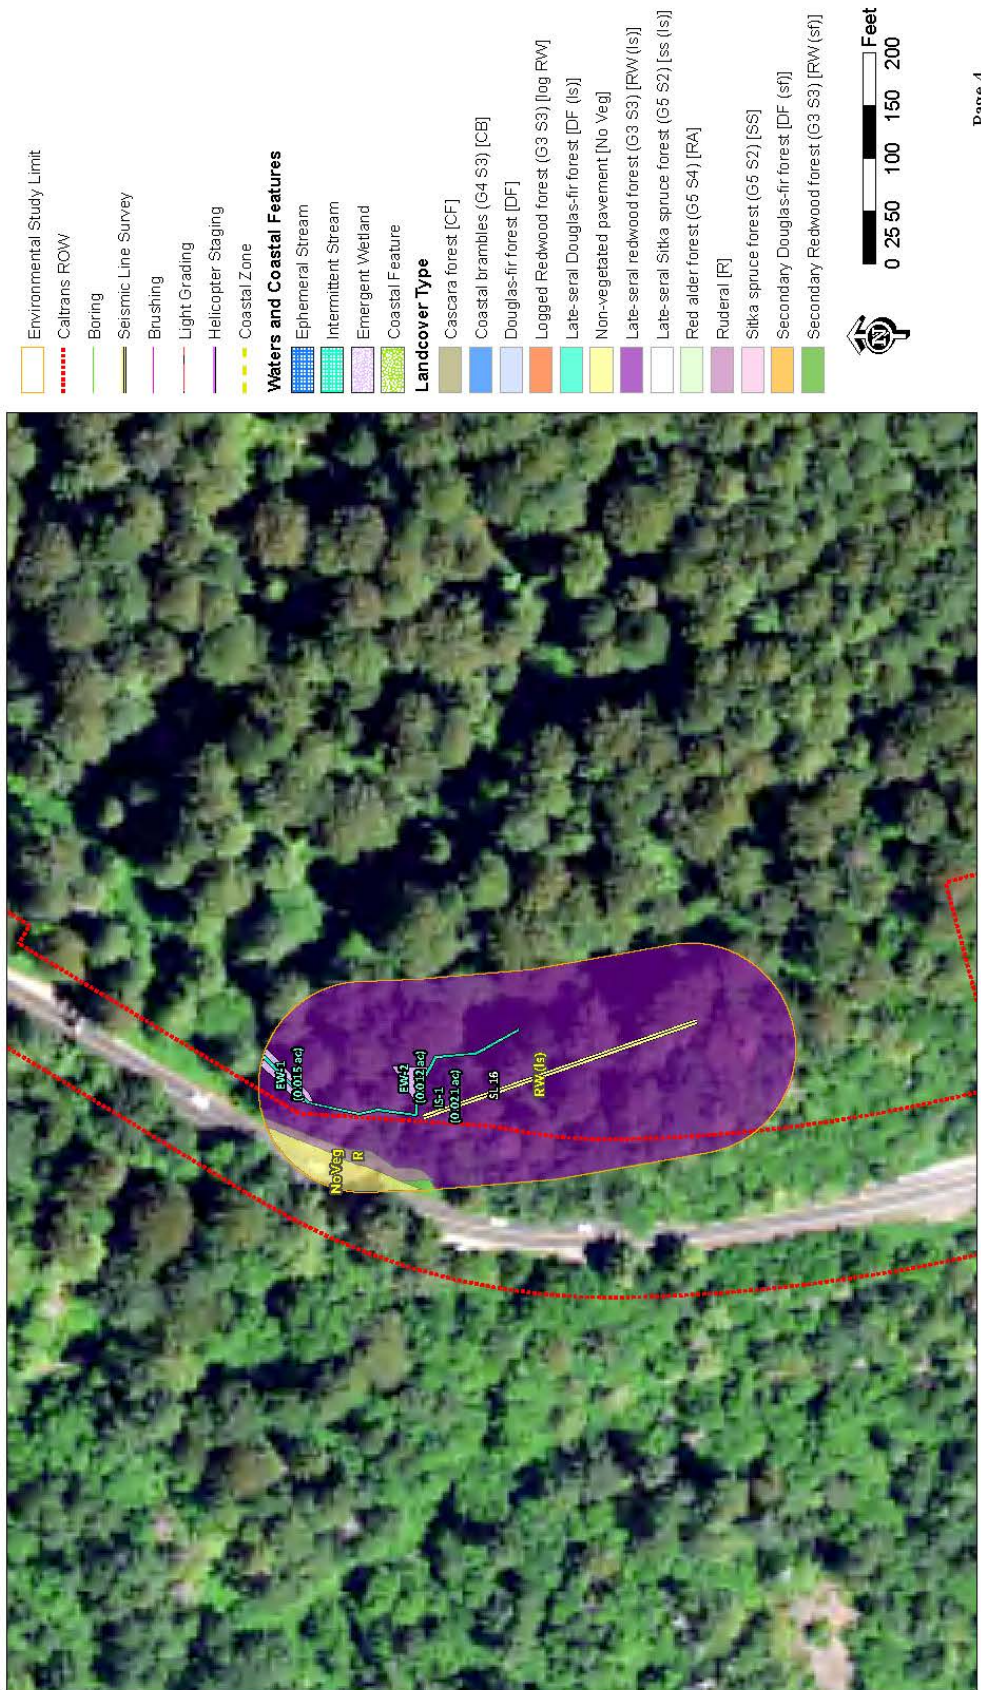 Environmental Study Limit
Caltrans ROW
Boring
Seismic Line Survey
Brushing
Light Grading
Helicopter Staging
Coastal Zone
Waters and Coastal Features
Ephemeral Stream
Intermittent Stream
Emergent Wetland
Coastal Feature
Landcover Type
Cascara forest [CF]
Coastal brambles (G4 S3) [CB]
Douglas-fir forest [DF]
Logged Redwood forest (G3 S3) [log RW]
Late-seral Douglas-fir forest [DF (ls)]
Non-vegetated pavement [No Veg]
Late-seral redwood forest (G3 S3) [RW (ls)]
Late-seral Sitka spruce forest (G5 S2) [ss (ls)]
Red alder forest (G5 S4) [RA]
Ruderal [R]
Sitka spruce forest (G5 S2) [SS]
Secondary Douglas-fir forest [DF (sf)]
Secondary Redwood forest (G3 S3) [RW (sf)]
N
0 25 50 100 150 200
Feet
EW-1
(0.015 ac)
NoVeg
R
EW-2
(0.012 ac)
IS-1
(0.021 ac)
SL 16
RW (ls)
Page 4